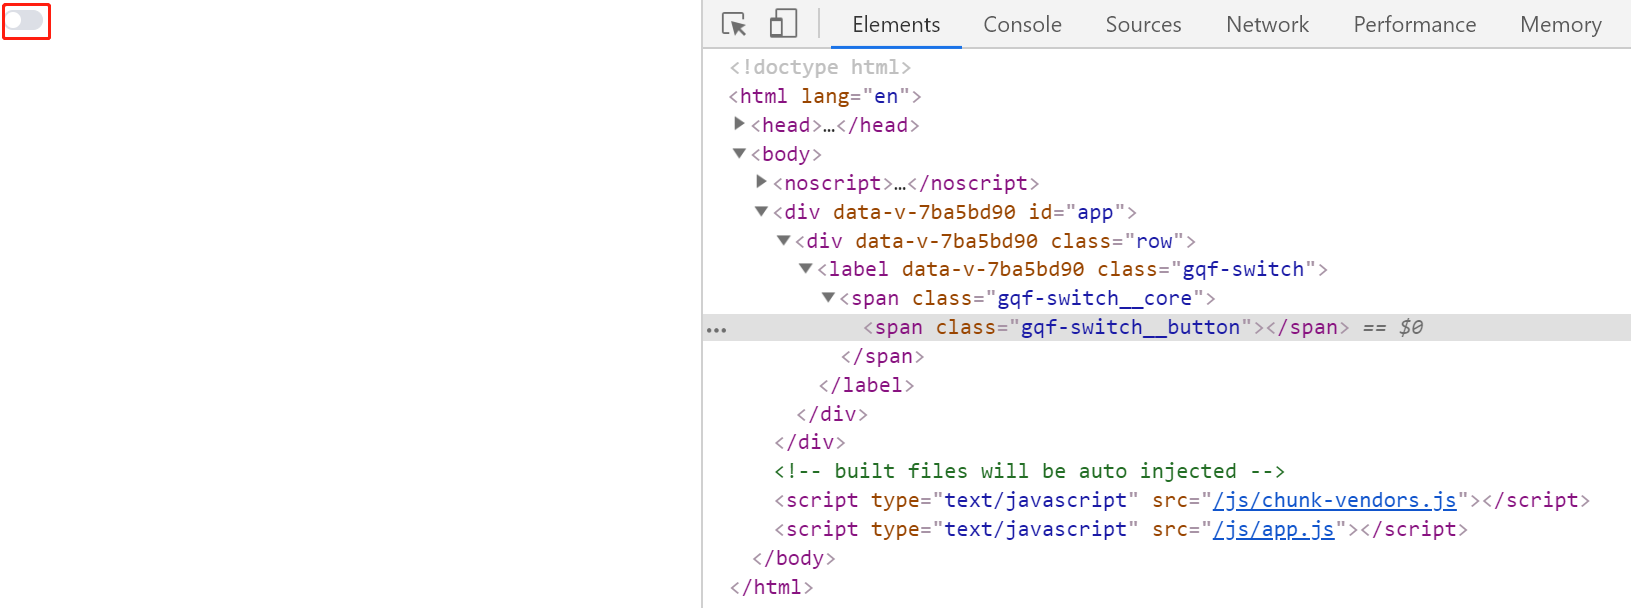 Elements Console Sources Network Performance Memory
<!doctype html>
<html lang="en">
<head>…</head>
<body>
<noscript>…</noscript>
<div data-v-7ba5bd90 id="app">
<div data-v-7ba5bd90 class="row">
<label data-v-7ba5bd90 class="gqf-switch">
<span class="gqf-switch__core">
… <span class="gqf-switch__button"></span> == $0
</span>
</label>
</div>
</div>
<!-- built files will be auto injected -->
<script type="text/javascript" src="/js/chunk-vendors.js"></script>
<script type="text/javascript" src="/js/app.js"></script>
</body>
</html>